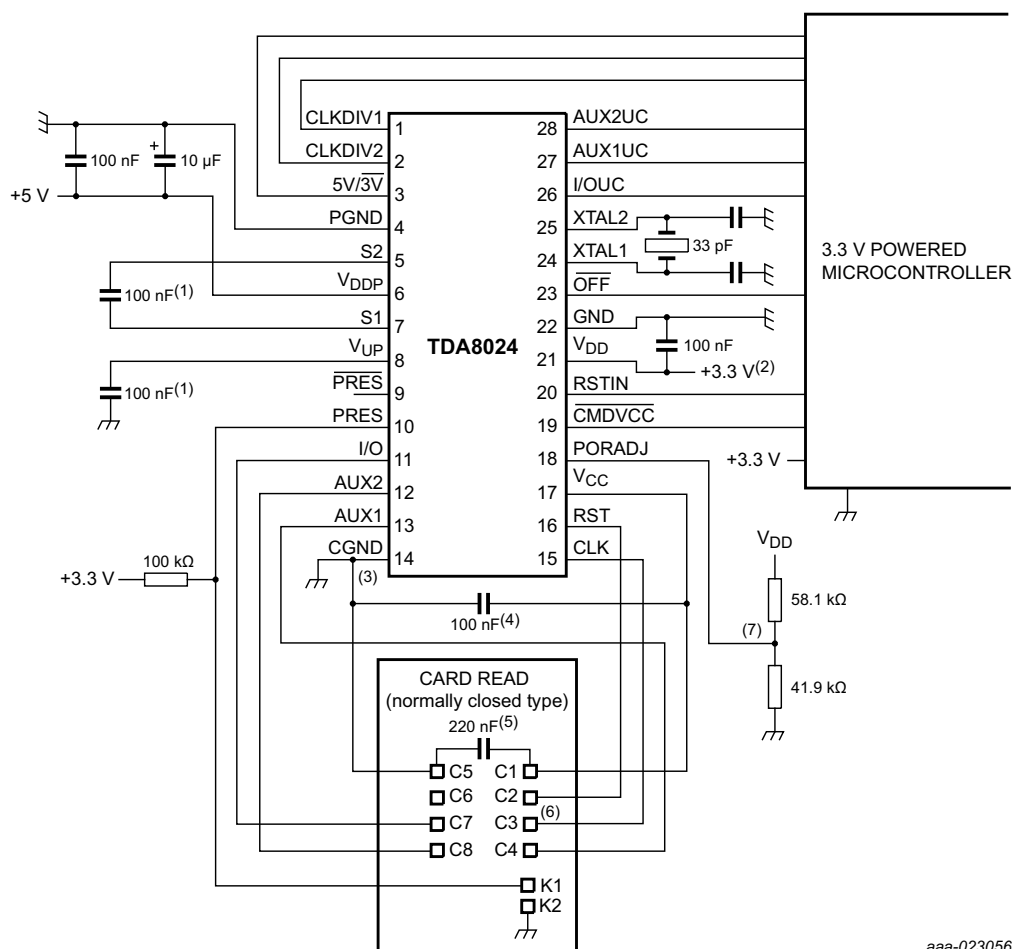 CLKDIV1
1
CLKDIV2
2
5V/3V
3
PGND
4
S2
5
VDDP
6
S1
7
VUP
8
PRES
9
PRES
10
I/O
11
AUX2
12
AUX1
13
CGND
14
100 nF
+
10 µF
+5 V
100 nF(1)
100 nF(1)
TDA8024
28
AUX2UC
27
AUX1UC
26
I/OUC
25
XTAL2
24
XTAL1
33 pF
23
OFF
22
GND
21
VDD
100 nF
+3.3 V(2)
20
RSTIN
19
CMDVCC
18
PORADJ
17
VCC
16
RST
15
CLK
3.3 V POWERED
MICROCONTROLLER
+3.3 V
VDD
58.1 kΩ
(7)
41.9 kΩ
+3.3 V
100 kΩ
(3)
100 nF(4)
CARD READ
(normally closed type)
220 nF(5)
C5 C1
C6 C2
(6)
C7 C3
C8 C4
K1
K2
aaa-023056